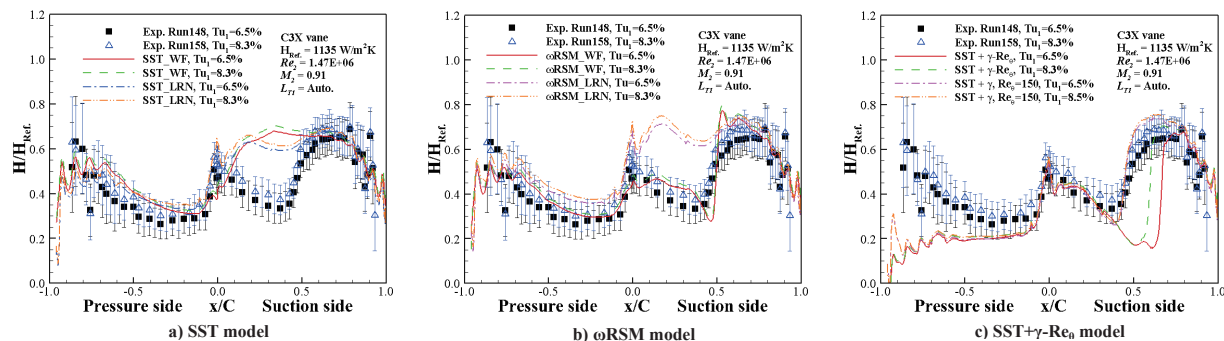 Exp. Run148, Tu1=6.5%
Exp. Run158, Tu1=8.3%
SST_WF, Tu1=6.5%
SST_WF, Tu1=8.3%
SST_LRN, Tu1=6.5%
SST_LRN, Tu1=8.3%
C3X vane
HRef. = 1135 W/m²K
Re2 = 1.47E+06
M2 = 0.91
LT1 = Auto.
H/HRef.
1.0
0.8
0.6
0.4
0.2
0.0
-1.0 -0.5 0.0 0.5 1.0
Pressure side x/C Suction side
a) SST model
Exp. Run148, Tu1=6.5%
Exp. Run158, Tu1=8.3%
ωRSM_WF, Tu=6.5%
ωRSM_WF, Tu=8.3%
ωRSM_LRN, Tu=6.5%
ωRSM_LRN, Tu=8.3%
C3X vane
HRef. = 1135 W/m²K
Re2 = 1.47E+06
M2 = 0.91
LT1 = Auto.
H/HRef.
1.0
0.8
0.6
0.4
0.2
0.0
-1.0 -0.5 0.0 0.5 1.0
Pressure side x/C Suction side
b) ωRSM model
Exp. Run148, Tu1=6.5%
Exp. Run158, Tu1=8.3%
SST + γ-Reθ, Tu1=6.5%
SST + γ-Reθ, Tu1=8.3%
SST + γ, Reθ=150, Tu1=6.5%
SST + γ, Reθ=150, Tu1=8.5%
C3X vane
HRef. = 1135 W/m²K
Re2 = 1.47E+06
M2 = 0.91
LT1 = Auto.
H/HRef.
1.0
0.8
0.6
0.4
0.2
0.0
-1.0 -0.5 0.0 0.5 1.0
Pressure side x/C Suction side
c) SST+γ-Reθ model